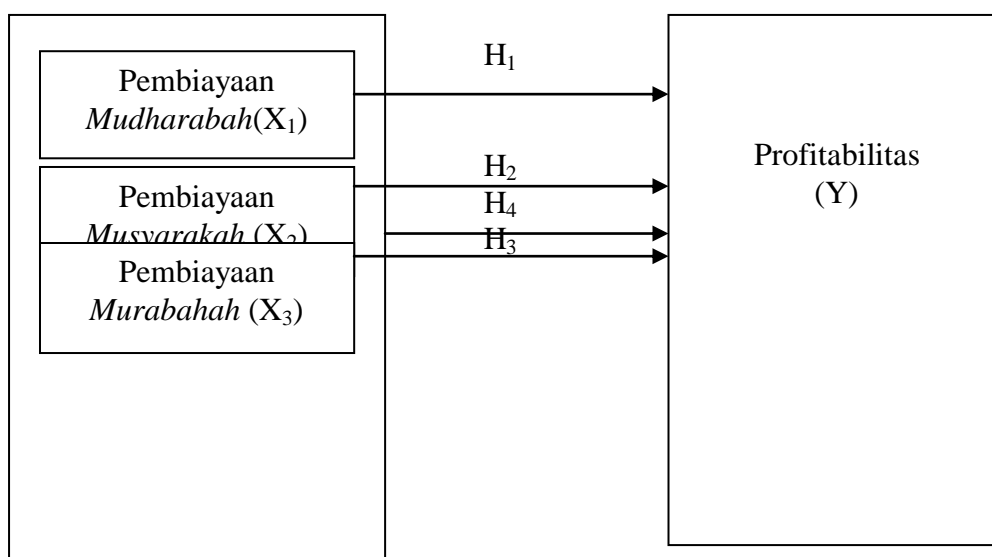 Pembiayaan
Mudharabah(X₁)
Pembiayaan
Musyarakah (X₂)
Pembiayaan
Murabahah (X₃)
H₁
H₂
H₄
H₃
Profitabilitas
(Y)